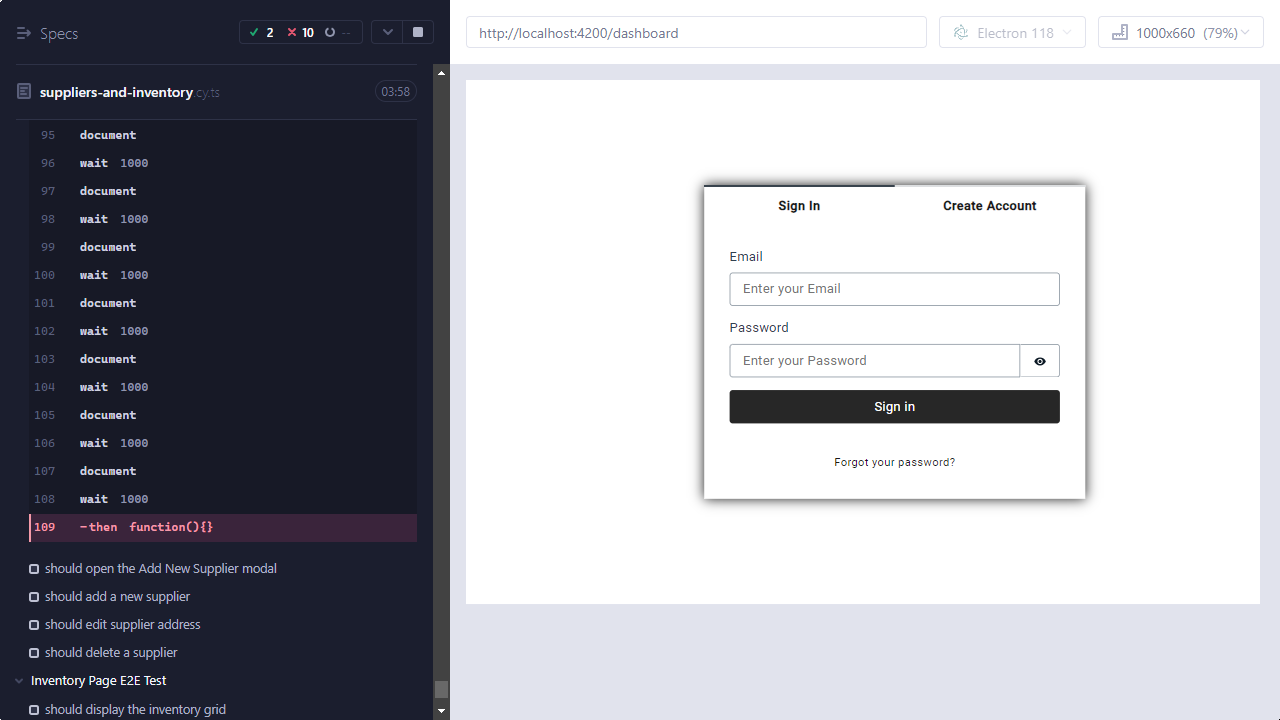 Specs
2 10 --
suppliers-and-inventory.cy.ts 03:58
95 document
96 wait 1000
97 document
98 wait 1000
99 document
100 wait 1000
101 document
102 wait 1000
103 document
104 wait 1000
105 document
106 wait 1000
107 document
108 wait 1000
109 -then function(){}
should open the Add New Supplier modal
should add a new supplier
should edit supplier address
should delete a supplier
Inventory Page E2E Test
should display the inventory grid
http://localhost:4200/dashboard
Electron 118
1000x660 (79%)
Sign In
Create Account
Email
Enter your Email
Password
Enter your Password
Sign in
Forgot your password?